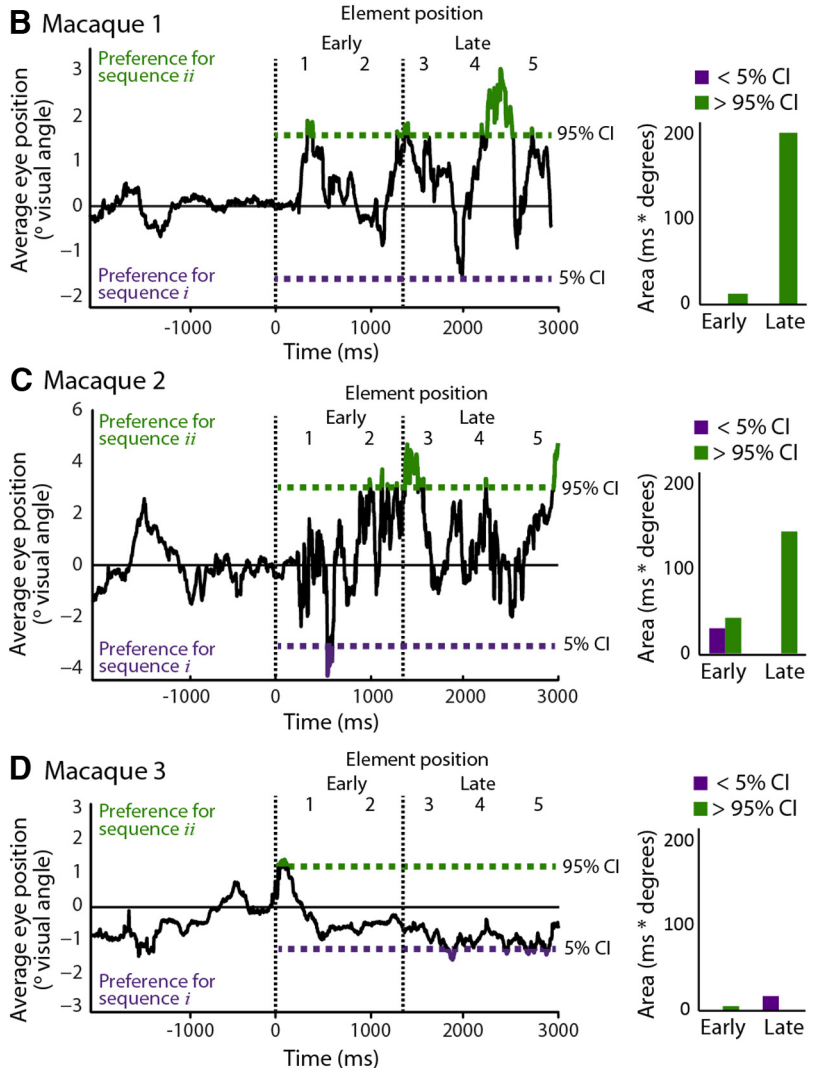 B Macaque 1
Element position
Early Late
1 2 3 4 5
Preference for
sequence ii
3
2
1
0
−1
−2
Average eye position
(° visual angle)
95% CI
5% CI
Preference for
sequence i
-1000 0 1000 2000 3000
Time (ms)
< 5% CI
> 95% CI
200
100
0
Area (ms * degrees)
Early Late
C Macaque 2
Element position
Early Late
1 2 3 4 5
Preference for
sequence ii
6
4
2
0
−2
−4
Average eye position
(° visual angle)
95% CI
5% CI
Preference for
sequence i
-1000 0 1000 2000 3000
Time (ms)
< 5% CI
> 95% CI
200
100
0
Area (ms * degrees)
Early Late
D Macaque 3
Element position
Early Late
1 2 3 4 5
Preference for
sequence ii
3
2
1
0
−1
−2
−3
Average eye position
(° visual angle)
95% CI
5% CI
Preference for
sequence i
-1000 0 1000 2000 3000
Time (ms)
< 5% CI
> 95% CI
200
100
0
Area (ms * degrees)
Early Late